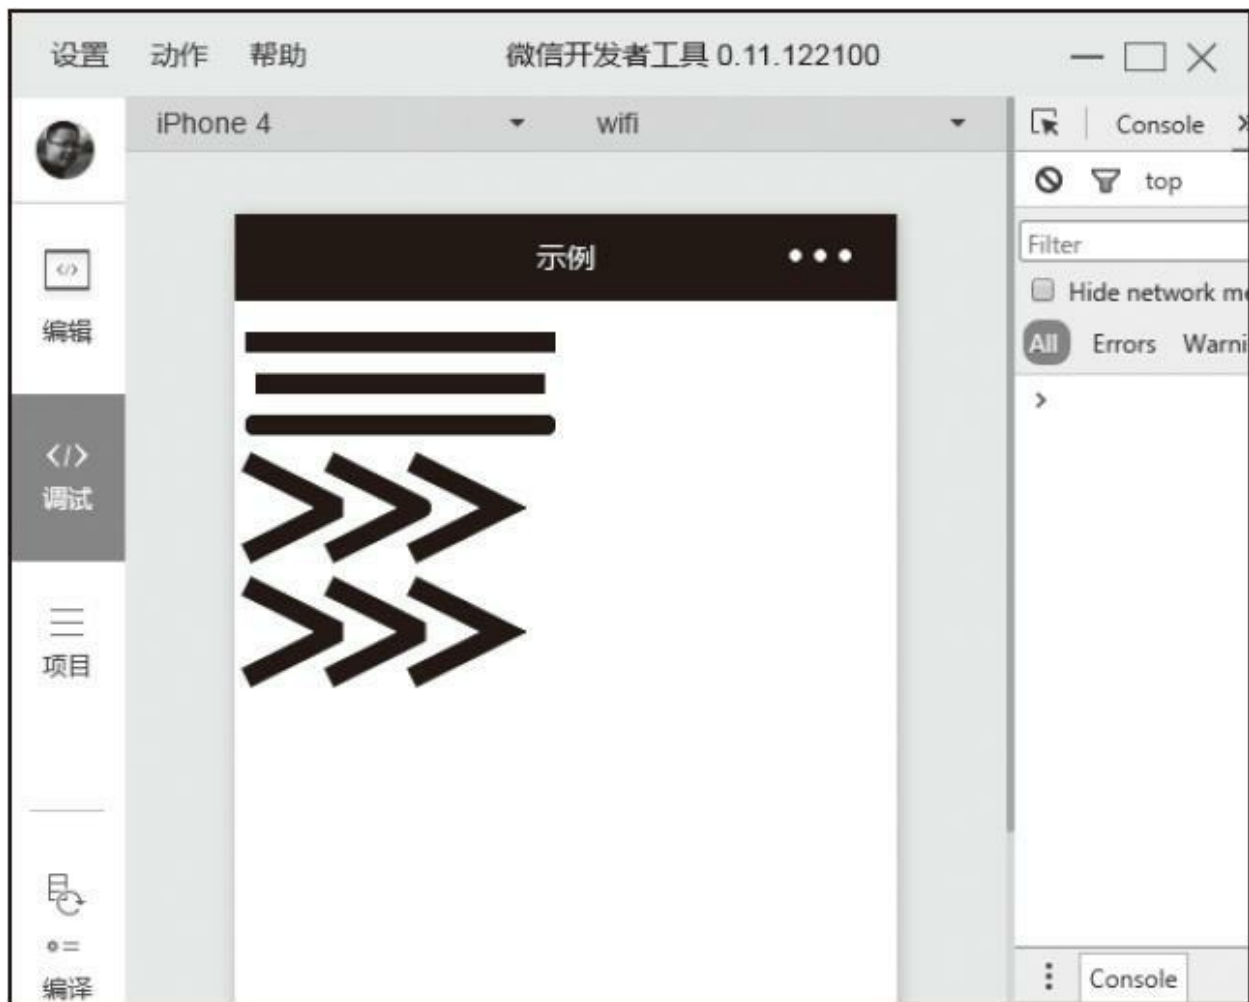 设置 动作 帮助 微信开发者工具 0.11.122100
iPhone 4 wifi Console
top
示例
Filter
编辑
Hide network me
All Errors Warni
调试
项目
编译
Console